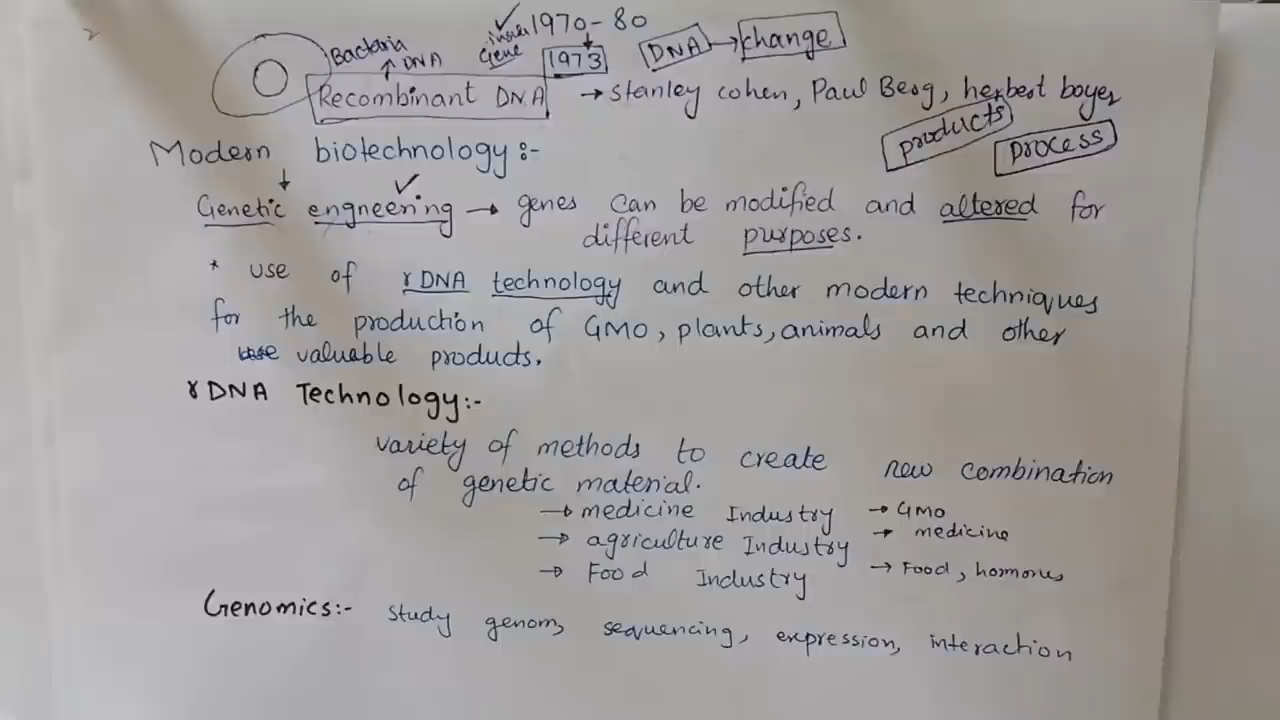 2
insert 1970-80
Gene
Bacteria
DNA
1973
DNA → change
Recombinant DNA → Stanley cohen, Paul Berg, herbest boyer
products
process
Modern biotechnology:-
Genetic engneering → genes can be modified and altered for
different purposes.
* use of rDNA technology and other modern techniques
for the production of GMO, plants, animals and other
valuable products.
rDNA Technology:-
variety of methods to create new combination
of genetic material.
→ medicine Industry → GMO
→ agriculture Industry → medicine
→ Food Industry → Food, hormones
Genomics:- study genom, sequencing, expression, interaction